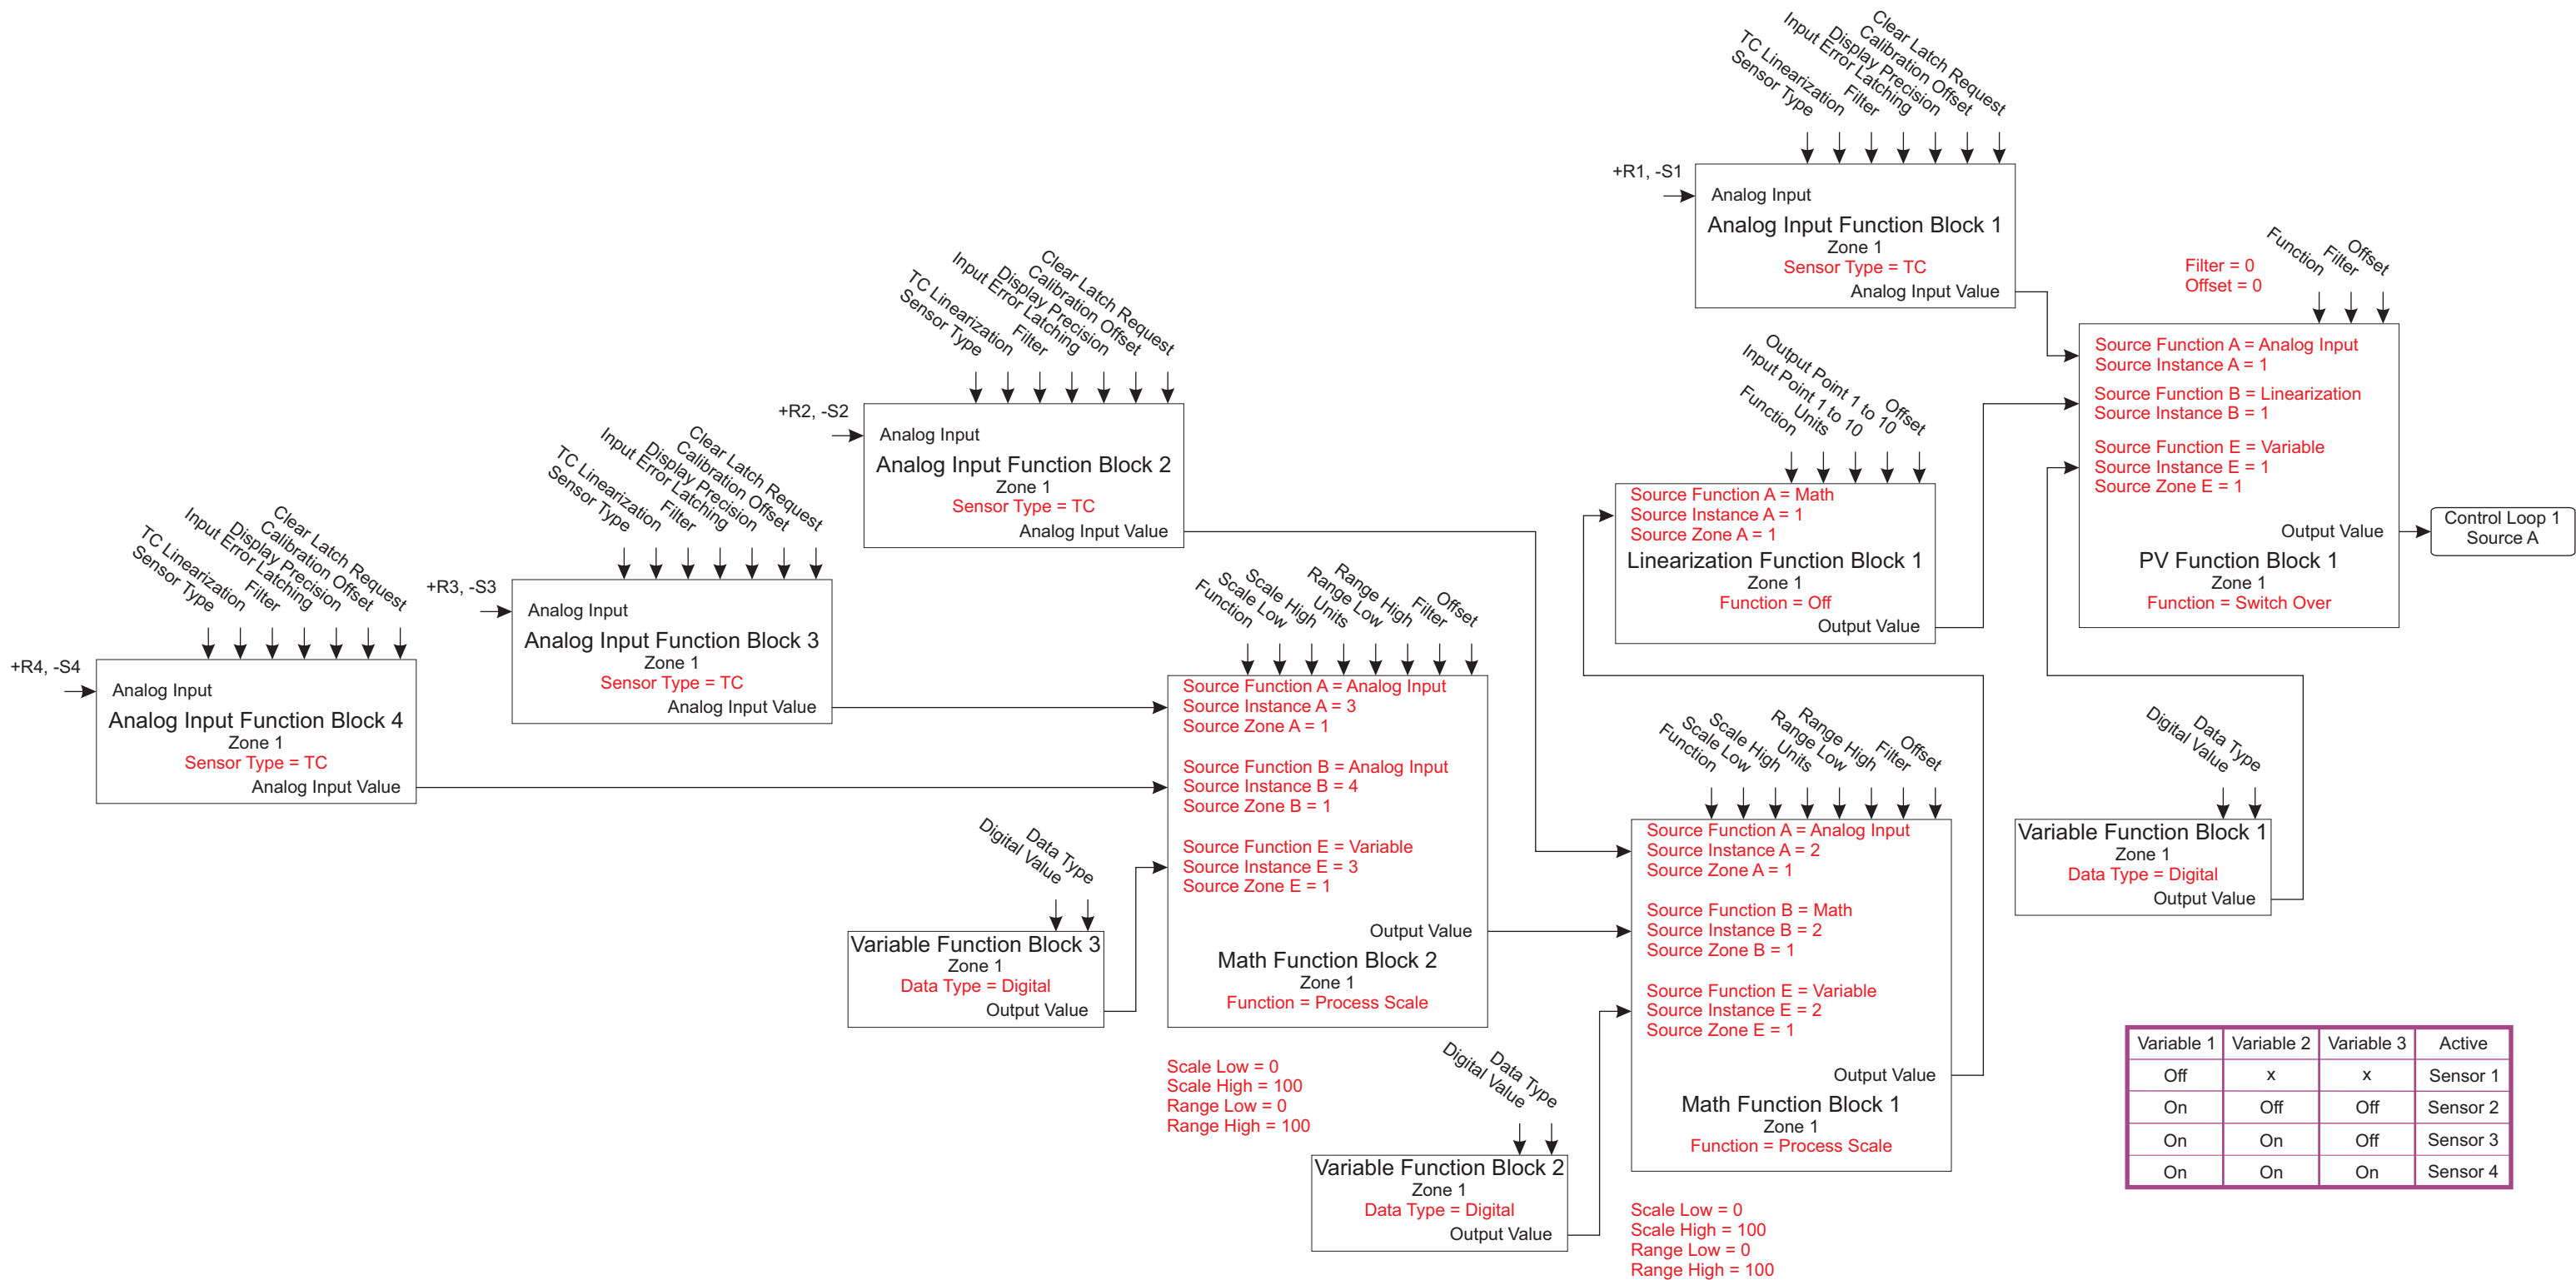 Sensor Type
TC Linearization
Filter
Input Error Latching
Display Precision
Calibration Offset
Clear Latch Request
+R1, -S1
Analog Input
Analog Input Function Block 1
Zone 1
Sensor Type = TC
Analog Input Value
Function
Filter
Offset
Filter = 0
Offset = 0
Source Function A = Analog Input
Source Instance A = 1
Source Function B = Linearization
Source Instance B = 1
Source Function E = Variable
Source Instance E = 1
Source Zone E = 1
Output Value
PV Function Block 1
Zone 1
Function = Switch Over
Control Loop 1
Source A
Sensor Type
TC Linearization
Filter
Input Error Latching
Display Precision
Calibration Offset
Clear Latch Request
+R2, -S2
Analog Input
Analog Input Function Block 2
Zone 1
Sensor Type = TC
Analog Input Value
Function
Units
Input Point 1 to 10
Output Point 1 to 10
Offset
Source Function A = Math
Source Instance A = 1
Source Zone A = 1
Linearization Function Block 1
Zone 1
Function = Off
Output Value
Sensor Type
TC Linearization
Filter
Input Error Latching
Display Precision
Calibration Offset
Clear Latch Request
+R3, -S3
Analog Input
Analog Input Function Block 3
Zone 1
Sensor Type = TC
Analog Input Value
Sensor Type
TC Linearization
Filter
Input Error Latching
Display Precision
Calibration Offset
Clear Latch Request
+R4, -S4
Analog Input
Analog Input Function Block 4
Zone 1
Sensor Type = TC
Analog Input Value
Function
Scale Low
Scale High
Units
Range Low
Range High
Filter
Offset
Source Function A = Analog Input
Source Instance A = 3
Source Zone A = 1
Source Function B = Analog Input
Source Instance B = 4
Source Zone B = 1
Source Function E = Variable
Source Instance E = 3
Source Zone E = 1
Output Value
Math Function Block 2
Zone 1
Function = Process Scale
Scale Low = 0
Scale High = 100
Range Low = 0
Range High = 100
Digital Value
Data Type
Variable Function Block 3
Zone 1
Data Type = Digital
Output Value
Function
Scale Low
Scale High
Units
Range Low
Range High
Filter
Offset
Source Function A = Analog Input
Source Instance A = 2
Source Zone A = 1
Source Function B = Math
Source Instance B = 2
Source Zone B = 1
Source Function E = Variable
Source Instance E = 2
Source Zone E = 1
Output Value
Math Function Block 1
Zone 1
Function = Process Scale
Scale Low = 0
Scale High = 100
Range Low = 0
Range High = 100
Digital Value
Data Type
Variable Function Block 2
Zone 1
Data Type = Digital
Output Value
Digital Value
Data Type
Variable Function Block 1
Zone 1
Data Type = Digital
Output Value
Variable 1 Variable 2 Variable 3 Active
Off x x Sensor 1
On Off Off Sensor 2
On On Off Sensor 3
On On On Sensor 4